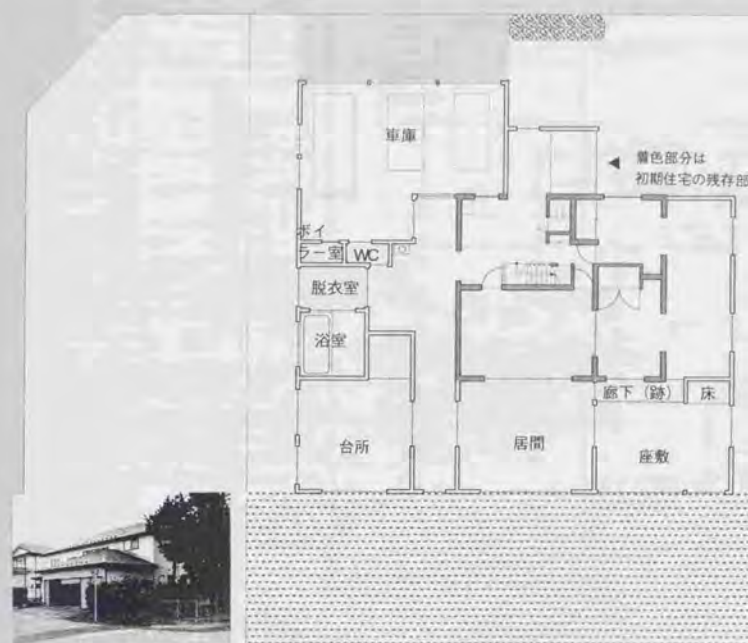 車庫
着色部分は
初期住宅の残存部
ボイ
ラー室
WC
脱衣室
浴室
廊下（跡）
床
台所
居間
座敷